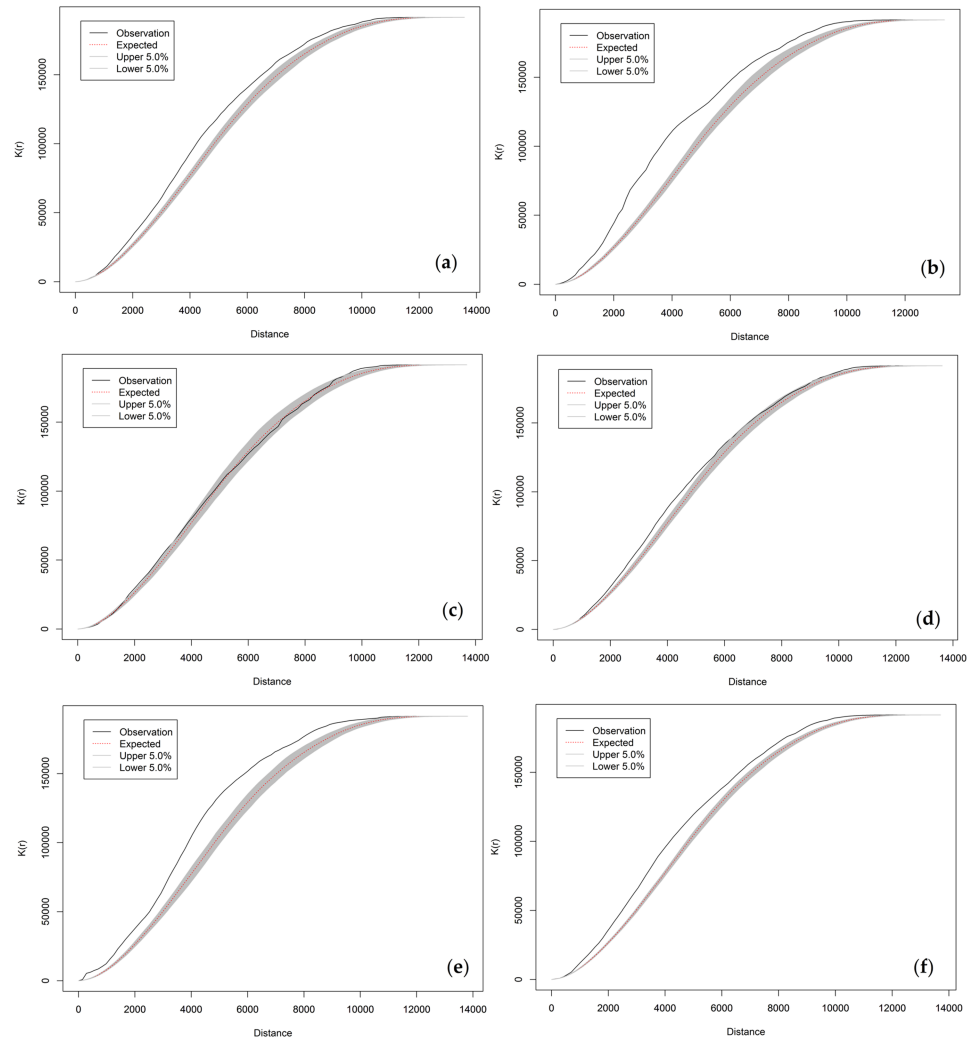 Observation
Expected
Upper 5.0%
Lower 5.0%
K(r)
0
50000
100000
150000
(a)
0 2000 4000 6000 8000 10000 12000 14000
Distance
Observation
Expected
Upper 5.0%
Lower 5.0%
K(r)
0
50000
100000
150000
(b)
0 2000 4000 6000 8000 10000 12000
Distance
Observation
Expected
Upper 5.0%
Lower 5.0%
K(r)
0
50000
100000
150000
(c)
0 2000 4000 6000 8000 10000 12000 14000
Distance
Observation
Expected
Upper 5.0%
Lower 5.0%
K(r)
0
50000
100000
150000
(d)
0 2000 4000 6000 8000 10000 12000 14000
Distance
Observation
Expected
Upper 5.0%
Lower 5.0%
K(r)
0
50000
100000
150000
(e)
0 2000 4000 6000 8000 10000 12000 14000
Distance
Observation
Expected
Upper 5.0%
Lower 5.0%
K(r)
0
50000
100000
150000
(f)
0 2000 4000 6000 8000 10000 12000 14000
Distance